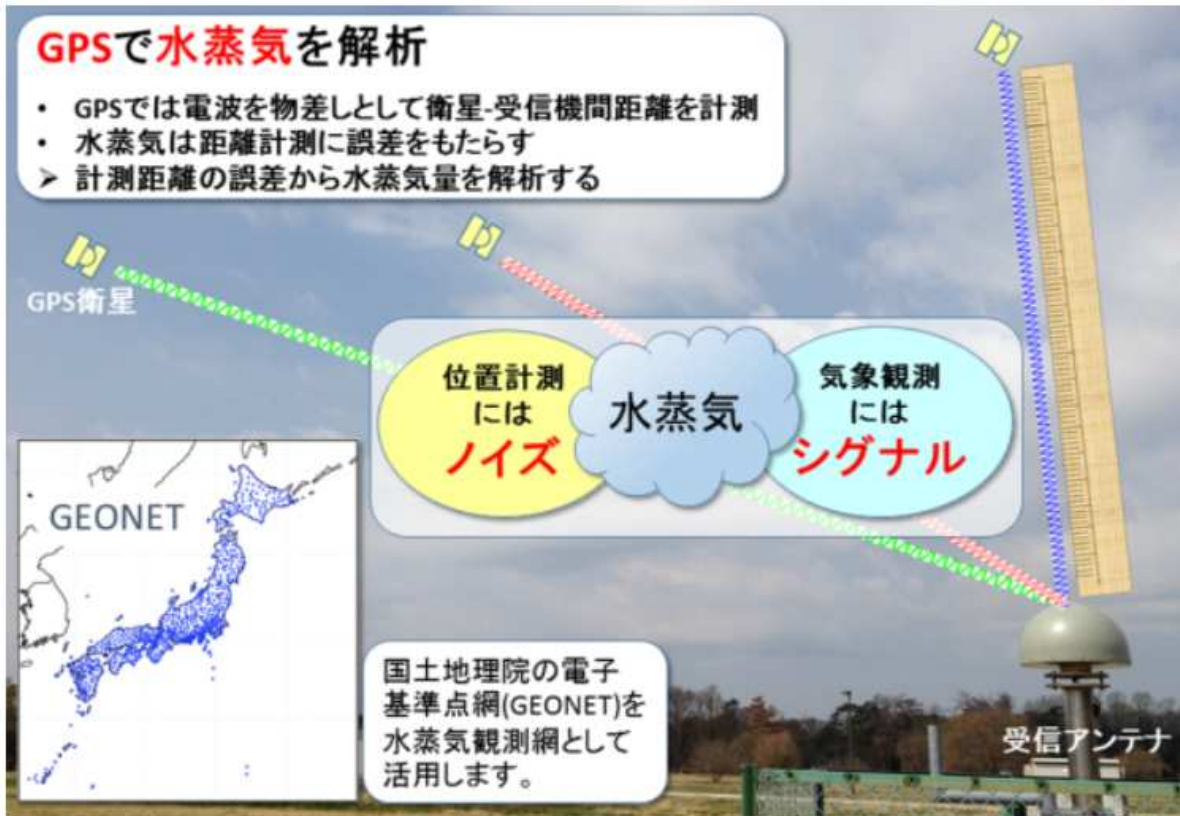 GPSで水蒸気を解析
• GPSでは電波を物差しとして衛星-受信機間距離を計測
• 水蒸気は距離計測に誤差をもたらす
➤ 計測距離の誤差から水蒸気量を解析する
GPS衛星
位置計測
には
ノイズ
水蒸気
気象観測
には
シグナル
GEONET
国土地理院の電子
基準点網(GEONET)を
水蒸気観測網として
活用します。
受信アンテナ